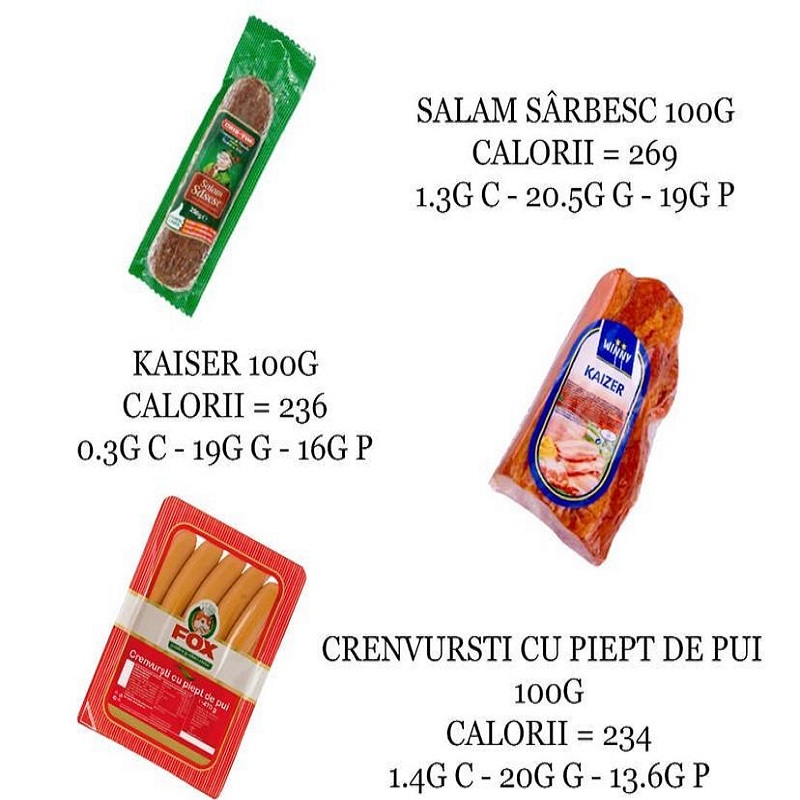 SALAM SÂRBESC 100G
CALORII = 269
1.3G C - 20.5G G - 19G P
Salam
Săsesc
KAISER 100G
CALORII = 236
0.3G C - 19G G - 16G P
WINNY
KAIZER
FOX
Crenvurști cu piept de pui
CRENVURSTI CU PIEPT DE PUI
100G
CALORII = 234
1.4G C - 20G G - 13.6G P